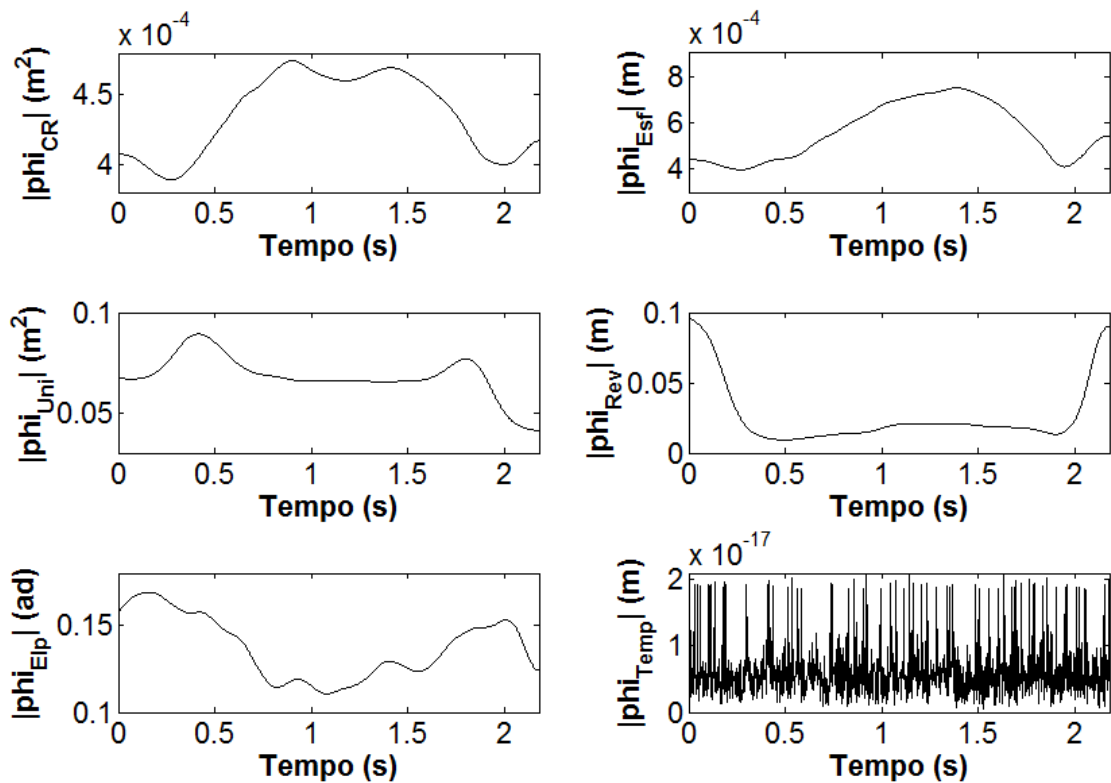 x 10^-4
|phi_CR| (m^2)
4.5
4
0 0.5 1 1.5 2
Tempo (s)
x 10^-4
|phi_Esf| (m)
8
6
4
0 0.5 1 1.5 2
Tempo (s)
|phi_Uni| (m^2)
0.1
0.05
0 0.5 1 1.5 2
Tempo (s)
|phi_Rev| (m)
0.1
0.05
0
0 0.5 1 1.5 2
Tempo (s)
|phi_Elp| (ad)
0.15
0.1
0 0.5 1 1.5 2
Tempo (s)
x 10^-17
|phi_Temp| (m)
2
1
0
0 0.5 1 1.5 2
Tempo (s)